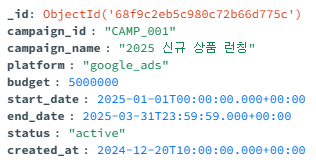 _id: ObjectId('68f9c2eb5c980c72b66d775c')
campaign_id : "CAMP_001"
campaign_name : "2025 신규 상품 런칭"
platform : "google_ads"
budget : 5000000
start_date : 2025-01-01T00:00:00.000+00:00
end_date : 2025-03-31T23:59:59.000+00:00
status : "active"
created_at : 2024-12-20T10:00:00.000+00:00